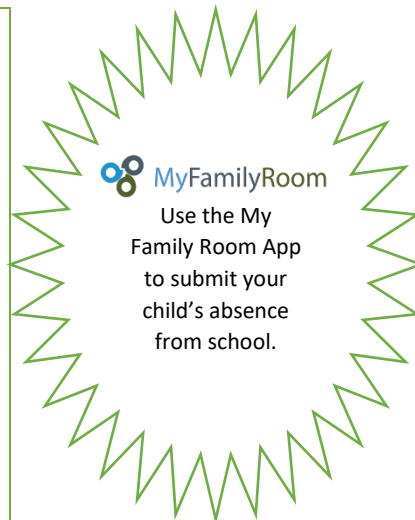 MyFamilyRoom
Use the My
Family Room App
to submit your
child’s absence
from school.